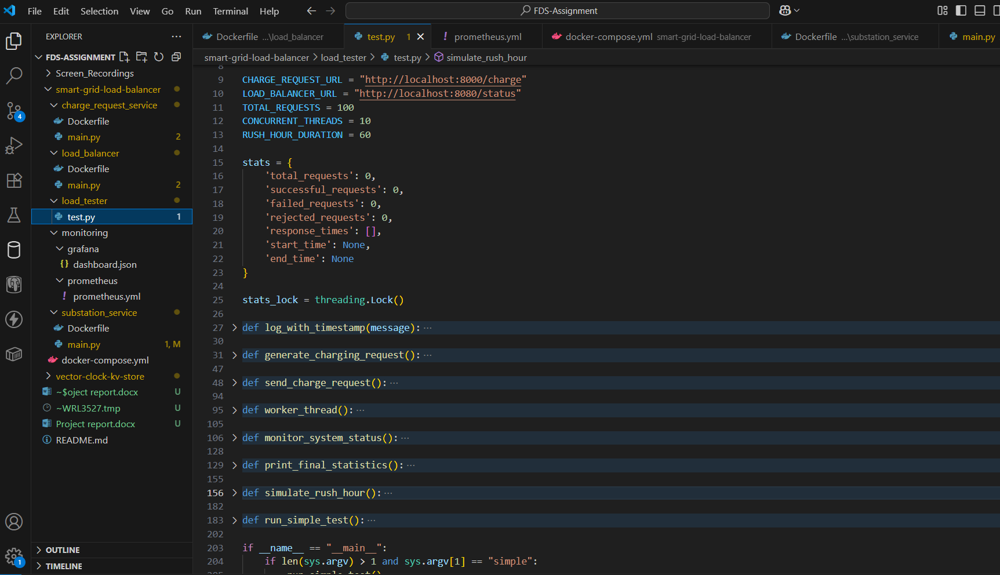 File Edit Selection View Go Run Terminal Help FDS-Assignment
EXPLORER
FDS-ASSIGNMENT
Screen_Recordings
smart-grid-load-balancer
charge_request_service
Dockerfile
main.py 2
load_balancer
Dockerfile
main.py 2
load_tester
test.py 1
monitoring
grafana
{} dashboard.json
prometheus
! prometheus.yml
substation_service
Dockerfile
main.py 1, M
docker-compose.yml
vector-clock-kv-store
~$oject report.docx U
~WRL3527.tmp U
Project report.docx U
README.md
OUTLINE
TIMELINE
4
1
Dockerfile ...\load_balancer test.py 1 ! prometheus.yml docker-compose.yml smart-grid-load-balancer Dockerfile ...\substation_service main.py
smart-grid-load-balancer > load_tester > test.py > simulate_rush_hour
8
9 CHARGE_REQUEST_URL = "http://localhost:8000/charge"
10 LOAD_BALANCER_URL = "http://localhost:8080/status"
11 TOTAL_REQUESTS = 100
12 CONCURRENT_THREADS = 10
13 RUSH_HOUR_DURATION = 60
14
15 stats = {
16 'total_requests': 0,
17 'successful_requests': 0,
18 'failed_requests': 0,
19 'rejected_requests': 0,
20 'response_times': [],
21 'start_time': None,
22 'end_time': None
23 }
24
25 stats_lock = threading.Lock()
26
27 def log_with_timestamp(message): ...
30
31 def generate_charging_request(): ...
47
48 def send_charge_request(): ...
94
95 def worker_thread(): ...
105
106 def monitor_system_status(): ...
128
129 def print_final_statistics(): ...
155
156 def simulate_rush_hour(): ...
182
183 def run_simple_test(): ...
202
203 if __name__ == "__main__":
204 if len(sys.argv) > 1 and sys.argv[1] == "simple":
205 run_simple_test()